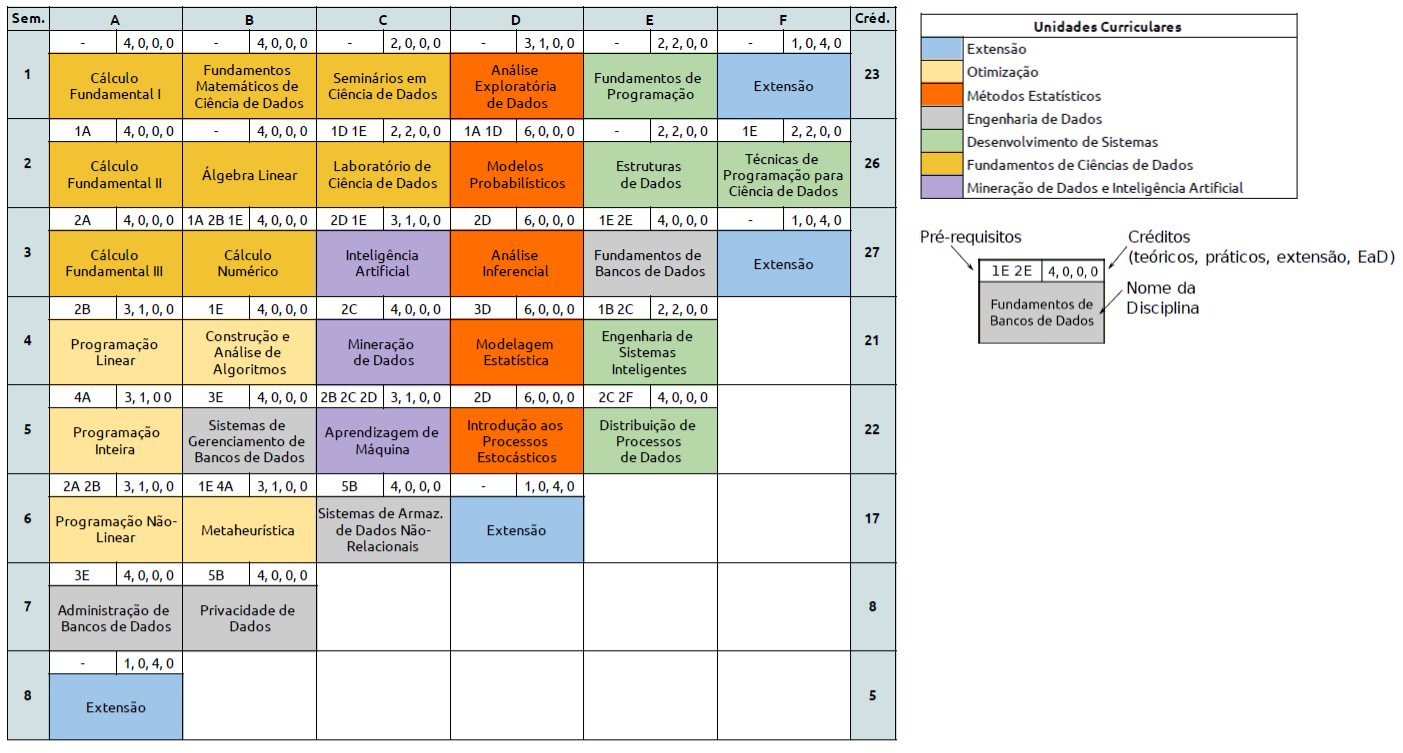 Sem. A B C D E F Créd.
- 4, 0, 0, 0 - 4, 0, 0, 0 - 2, 0, 0, 0 - 3, 1, 0, 0 - 2, 2, 0, 0 - 1, 0, 4, 0
1
Cálculo
Fundamental I
Fundamentos
Matemáticos de
Ciência de Dados
Seminários em
Ciência de Dados
Análise
Exploratória
de Dados
Fundamentos de
Programação
Extensão
23
1A 4, 0, 0, 0 - 4, 0, 0, 0 1D 1E 2, 2, 0, 0 1A 1D 6, 0, 0, 0 - 2, 2, 0, 0 1E 2, 2, 0, 0
2
Cálculo
Fundamental II
Álgebra Linear
Laboratório de
Ciência de Dados
Modelos
Probabilísticos
Estruturas
de Dados
Técnicas de
Programação para
Ciência de Dados
26
2A 4, 0, 0, 0 1A 2B 1E 4, 0, 0, 0 2D 1E 3, 1, 0, 0 2D 6, 0, 0, 0 1E 2E 4, 0, 0, 0 - 1, 0, 4, 0
3
Cálculo
Fundamental III
Cálculo
Numérico
Inteligência
Artificial
Análise
Inferencial
Fundamentos de
Bancos de Dados
Extensão
27
2B 3, 1, 0, 0 1E 4, 0, 0, 0 2C 4, 0, 0, 0 3D 6, 0, 0, 0 1B 2C 2, 2, 0, 0
4
Programação
Linear
Construção e
Análise de
Algoritmos
Mineração
de Dados
Modelagem
Estatística
Engenharia de
Sistemas
Inteligentes
21
4A 3, 1, 0 0 3E 4, 0, 0, 0 2B 2C 2D 3, 1, 0, 0 2D 6, 0, 0, 0 2C 2F 4, 0, 0, 0
5
Programação
Inteira
Sistemas de
Gerenciamento de
Bancos de Dados
Aprendizagem de
Máquina
Introdução aos
Processos
Estocásticos
Distribuição de
Processos
de Dados
22
2A 2B 3, 1, 0, 0 1E 4A 3, 1, 0, 0 5B 4, 0, 0, 0 - 1, 0, 4, 0
6
Programação Não-
Linear
Metaheurística
Sistemas de Armaz.
de Dados Não-
Relacionais
Extensão
17
3E 4, 0, 0, 0 5B 4, 0, 0, 0
7
Administração de
Bancos de Dados
Privacidade de
Dados
8
- 1, 0, 4, 0
8
Extensão
5
Unidades Curriculares
Extensão
Otimização
Métodos Estatísticos
Engenharia de Dados
Desenvolvimento de Sistemas
Fundamentos de Ciências de Dados
Mineração de Dados e Inteligência Artificial
Pré-requisitos
Créditos
(teóricos, práticos, extensão, EaD)
1E 2E 4, 0, 0, 0
Fundamentos de
Bancos de Dados
Nome da
Disciplina